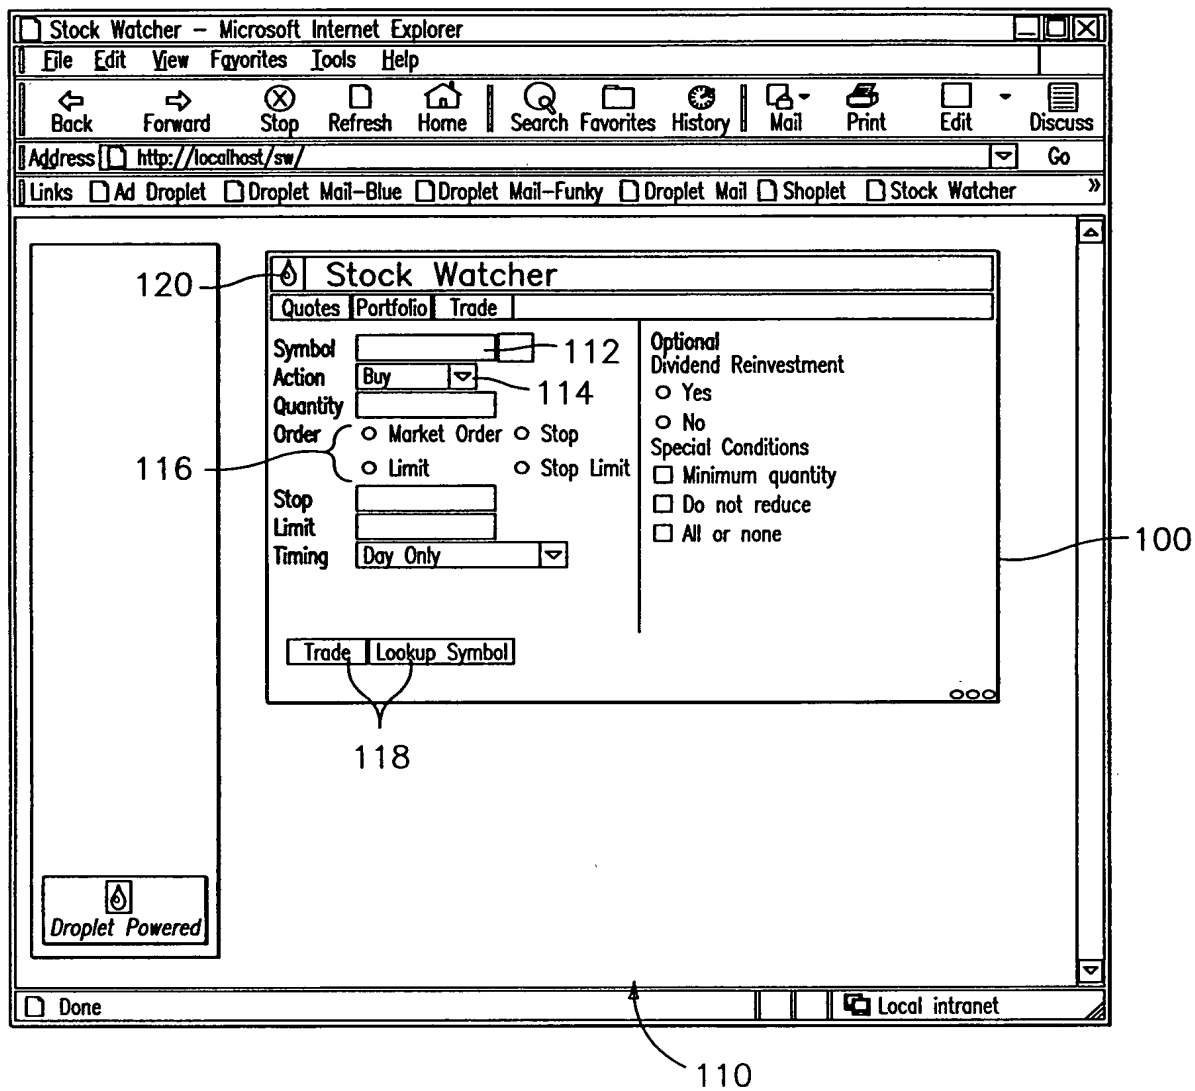 Stock Watcher – Microsoft Internet Explorer
File Edit View Favorites Tools Help
Back Forward Stop Refresh Home Search Favorites History Mail Print Edit Discuss
Address http://localhost/sw/ Go
Links Ad Droplet Droplet Mail–Blue Droplet Mail–Funky Droplet Mail Shoplet Stock Watcher »
120 Stock Watcher
Quotes Portfolio Trade
Symbol 112
Action Buy 114
Quantity
Order Market Order Stop
116 Limit Stop Limit
Stop
Limit
Timing Day Only
Optional
Dividend Reinvestment
Yes
No
Special Conditions
Minimum quantity
Do not reduce
All or none
100
Trade Lookup Symbol
118
Droplet Powered
Done Local intranet
110